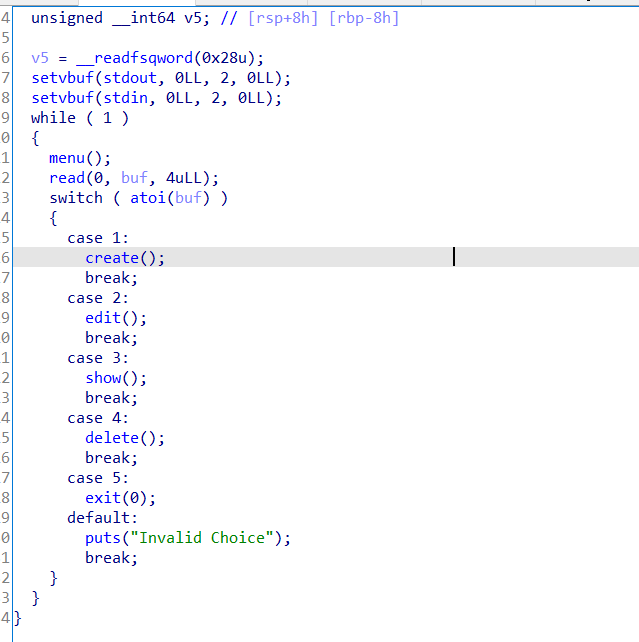 4 unsigned __int64 v5; // [rsp+8h] [rbp-8h]
5
6 v5 = __readfsqword(0x28u);
7 setvbuf(stdout, 0LL, 2, 0LL);
8 setvbuf(stdin, 0LL, 2, 0LL);
9 while ( 1 )
0 {
1 menu();
2 read(0, buf, 4uLL);
3 switch ( atoi(buf) )
4 {
5 case 1:
6 create();
7 break;
8 case 2:
9 edit();
0 break;
1 case 3:
2 show();
3 break;
4 case 4:
5 delete();
6 break;
7 case 5:
8 exit(0);
9 default:
0 puts("Invalid Choice");
1 break;
2 }
3 }
4 }